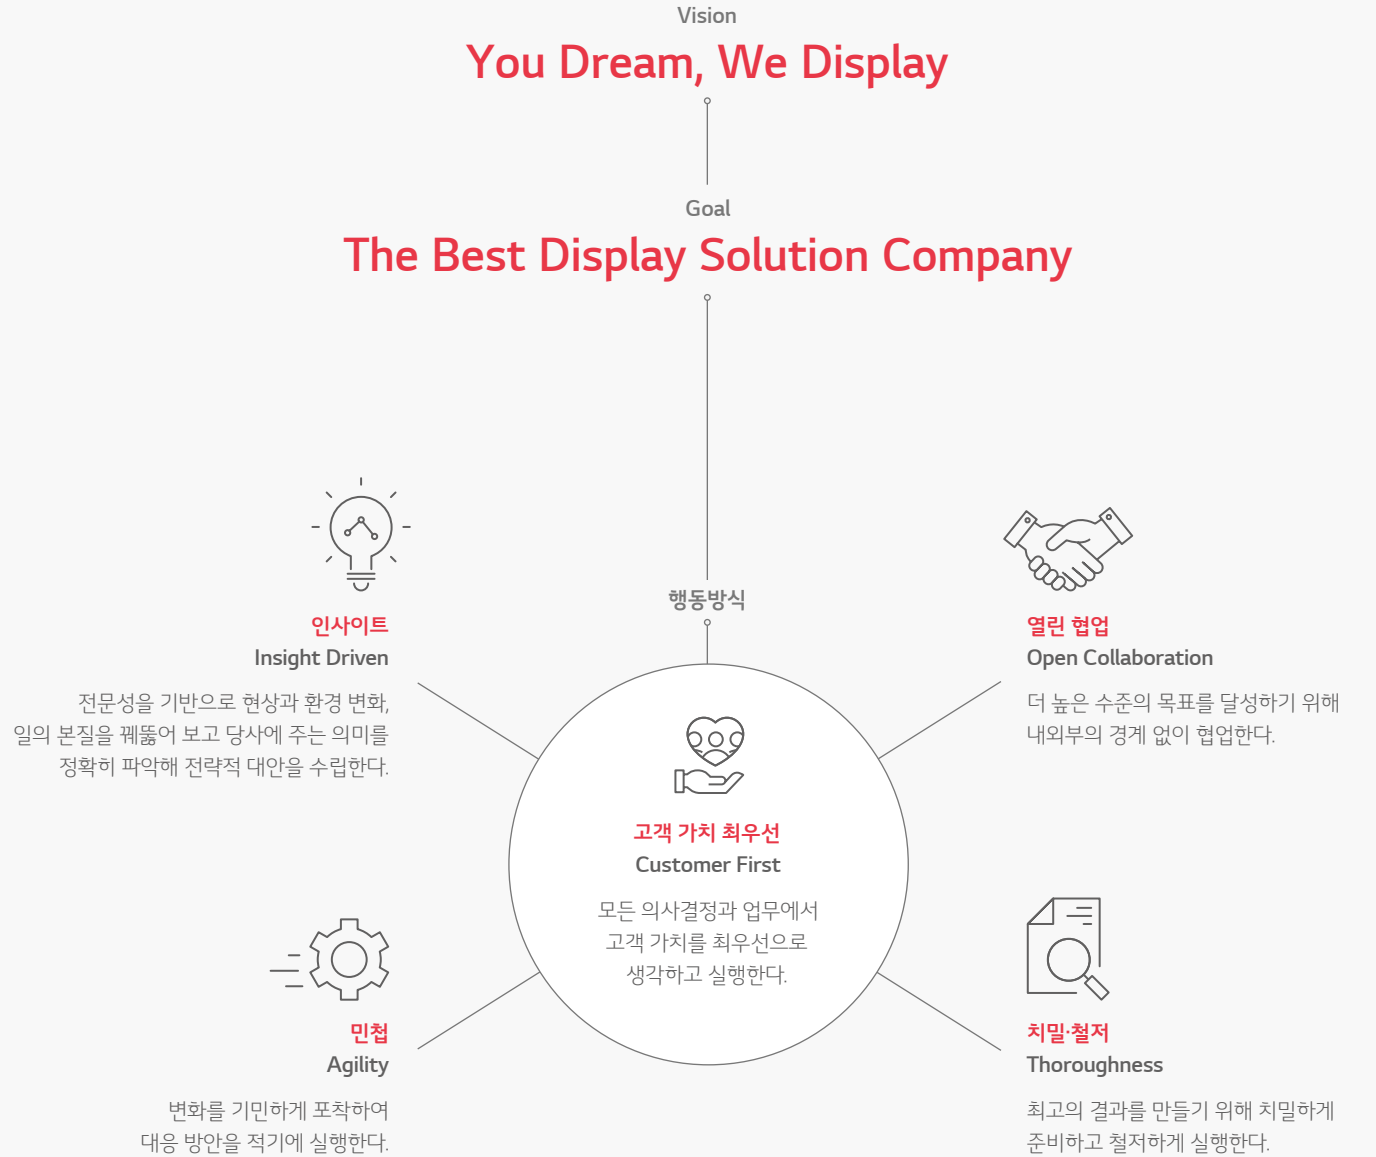 Vision
You Dream, We Display
Goal
The Best Display Solution Company
행동방식
인사이트
Insight Driven
전문성을 기반으로 현상과 환경 변화,
일의 본질을 꿰뚫어 보고 당사에 주는 의미를
정확히 파악해 전략적 대안을 수립한다.
열린 협업
Open Collaboration
더 높은 수준의 목표를 달성하기 위해
내외부의 경계 없이 협업한다.
고객 가치 최우선
Customer First
모든 의사결정과 업무에서
고객 가치를 최우선으로
생각하고 실행한다.
민첩
Agility
변화를 기민하게 포착하여
대응 방안을 적기에 실행한다.
치밀·철저
Thoroughness
최고의 결과를 만들기 위해 치밀하게
준비하고 철저하게 실행한다.